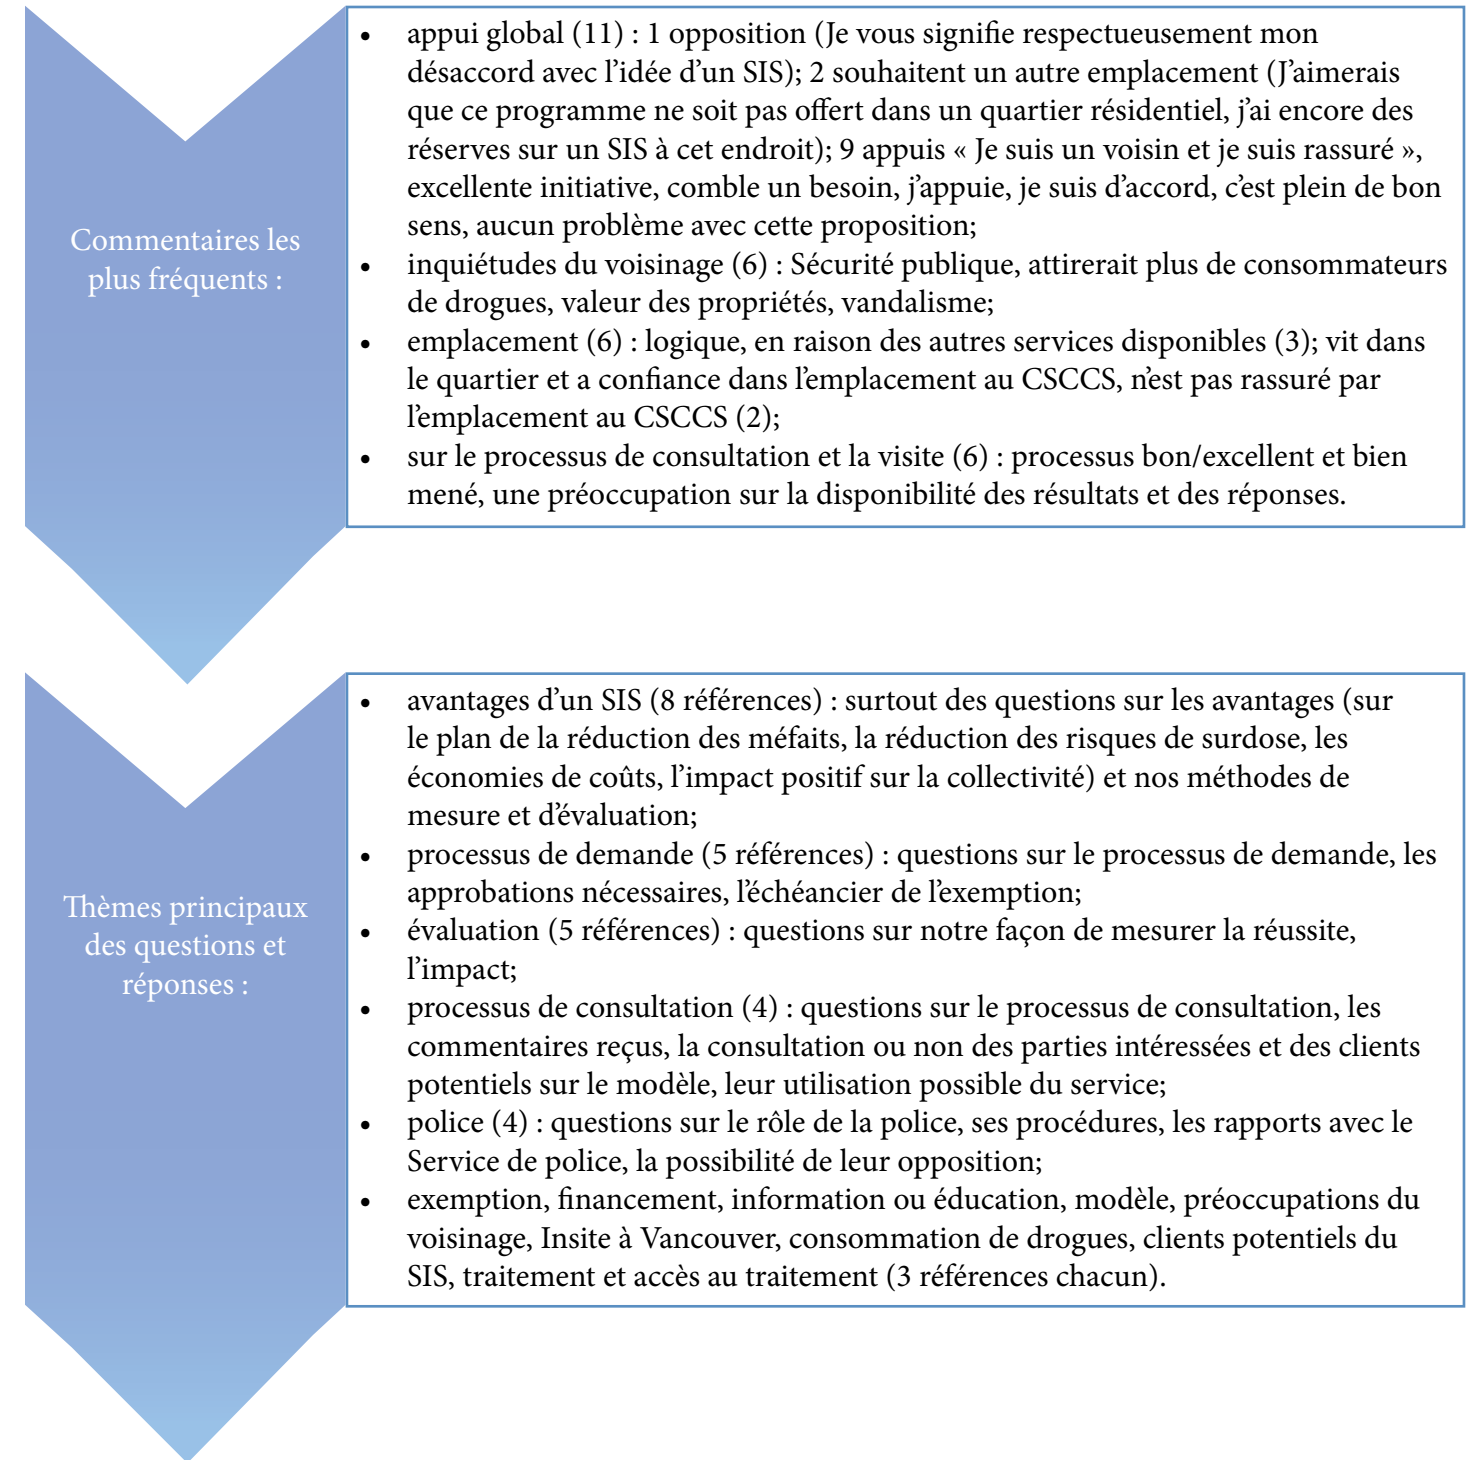 Commentaires les
plus fréquents :
• appui global (11) : 1 opposition (Je vous signifie respectueusement mon
désaccord avec l’idée d’un SIS); 2 souhaitent un autre emplacement (J’aimerais
que ce programme ne soit pas offert dans un quartier résidentiel, j’ai encore des
réserves sur un SIS à cet endroit); 9 appuis « Je suis un voisin et je suis rassuré »,
excellente initiative, comble un besoin, j’appuie, je suis d’accord, c’est plein de bon
sens, aucun problème avec cette proposition;
• inquiétudes du voisinage (6) : Sécurité publique, attirerait plus de consommateurs
de drogues, valeur des propriétés, vandalisme;
• emplacement (6) : logique, en raison des autres services disponibles (3); vit dans
le quartier et a confiance dans l’emplacement au CSCCS, n’est pas rassuré par
l’emplacement au CSCCS (2);
• sur le processus de consultation et la visite (6) : processus bon/excellent et bien
mené, une préoccupation sur la disponibilité des résultats et des réponses.
Thèmes principaux
des questions et
réponses :
• avantages d’un SIS (8 références) : surtout des questions sur les avantages (sur
le plan de la réduction des méfaits, la réduction des risques de surdose, les
économies de coûts, l’impact positif sur la collectivité) et nos méthodes de
mesure et d’évaluation;
• processus de demande (5 références) : questions sur le processus de demande, les
approbations nécessaires, l’échéancier de l’exemption;
• évaluation (5 références) : questions sur notre façon de mesurer la réussite,
l’impact;
• processus de consultation (4) : questions sur le processus de consultation, les
commentaires reçus, la consultation ou non des parties intéressées et des clients
potentiels sur le modèle, leur utilisation possible du service;
• police (4) : questions sur le rôle de la police, ses procédures, les rapports avec le
Service de police, la possibilité de leur opposition;
• exemption, financement, information ou éducation, modèle, préoccupations du
voisinage, Insite à Vancouver, consommation de drogues, clients potentiels du
SIS, traitement et accès au traitement (3 références chacun).